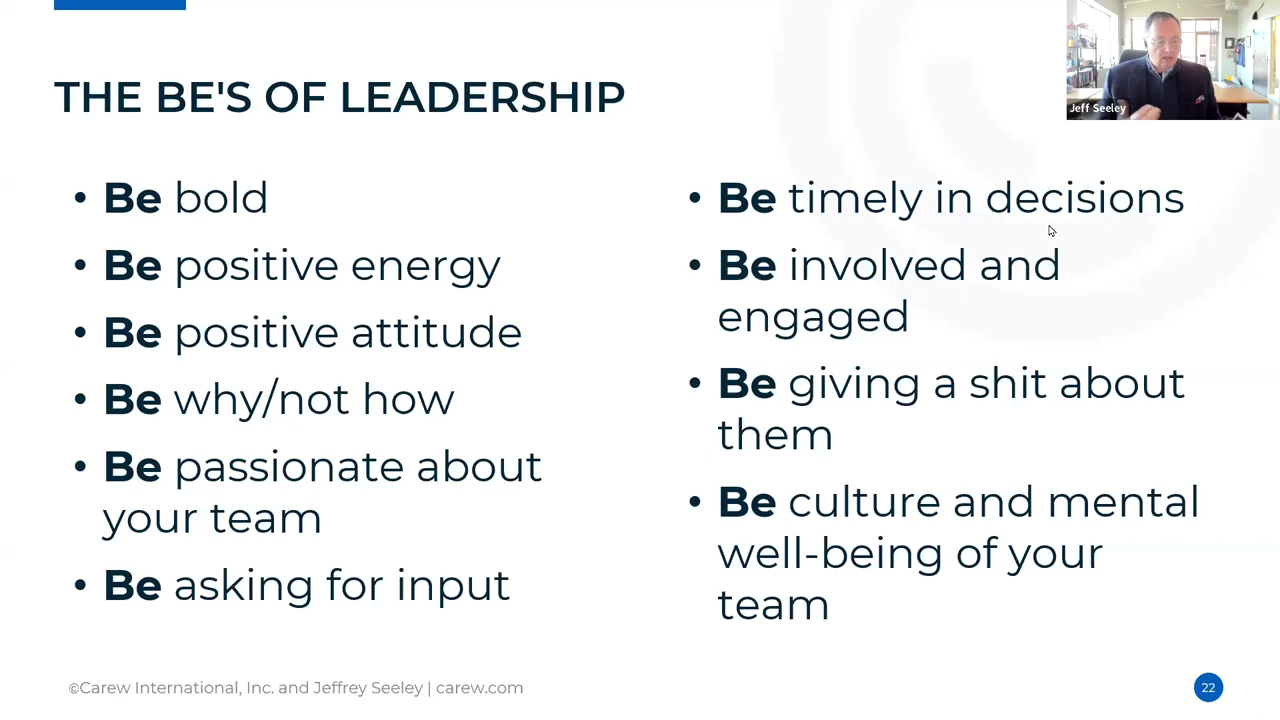 THE BE'S OF LEADERSHIP
• Be bold
• Be positive energy
• Be positive attitude
• Be why/not how
• Be passionate about
your team
• Be asking for input
• Be timely in decisions
• Be involved and
engaged
• Be giving a shit about
them
• Be culture and mental
well-being of your
team
Jeff Seeley
©Carew International, Inc. and Jeffrey Seeley | carew.com
22